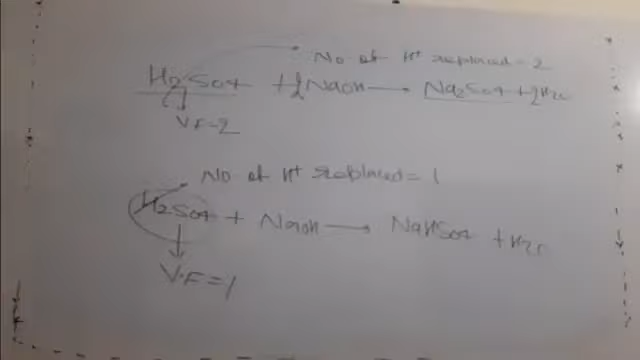 No of H+ replaced = 2
H2SO4 + 2NaOH → Na2SO4 + 2H2O
V.F=2
No of H+ replaced = 1
H2SO4 + NaOH → NaHSO4 + H2O
V.F=1